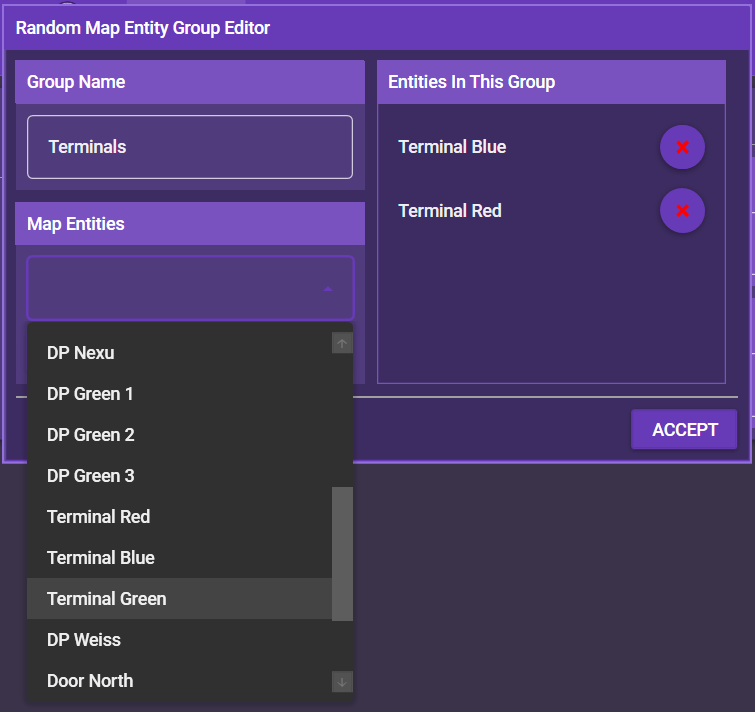 Random Map Entity Group Editor
Group Name
Terminals
Map Entities
DP Nexu
DP Green 1
DP Green 2
DP Green 3
Terminal Red
Terminal Blue
Terminal Green
DP Weiss
Door North
Entities In This Group
Terminal Blue
Terminal Red
ACCEPT